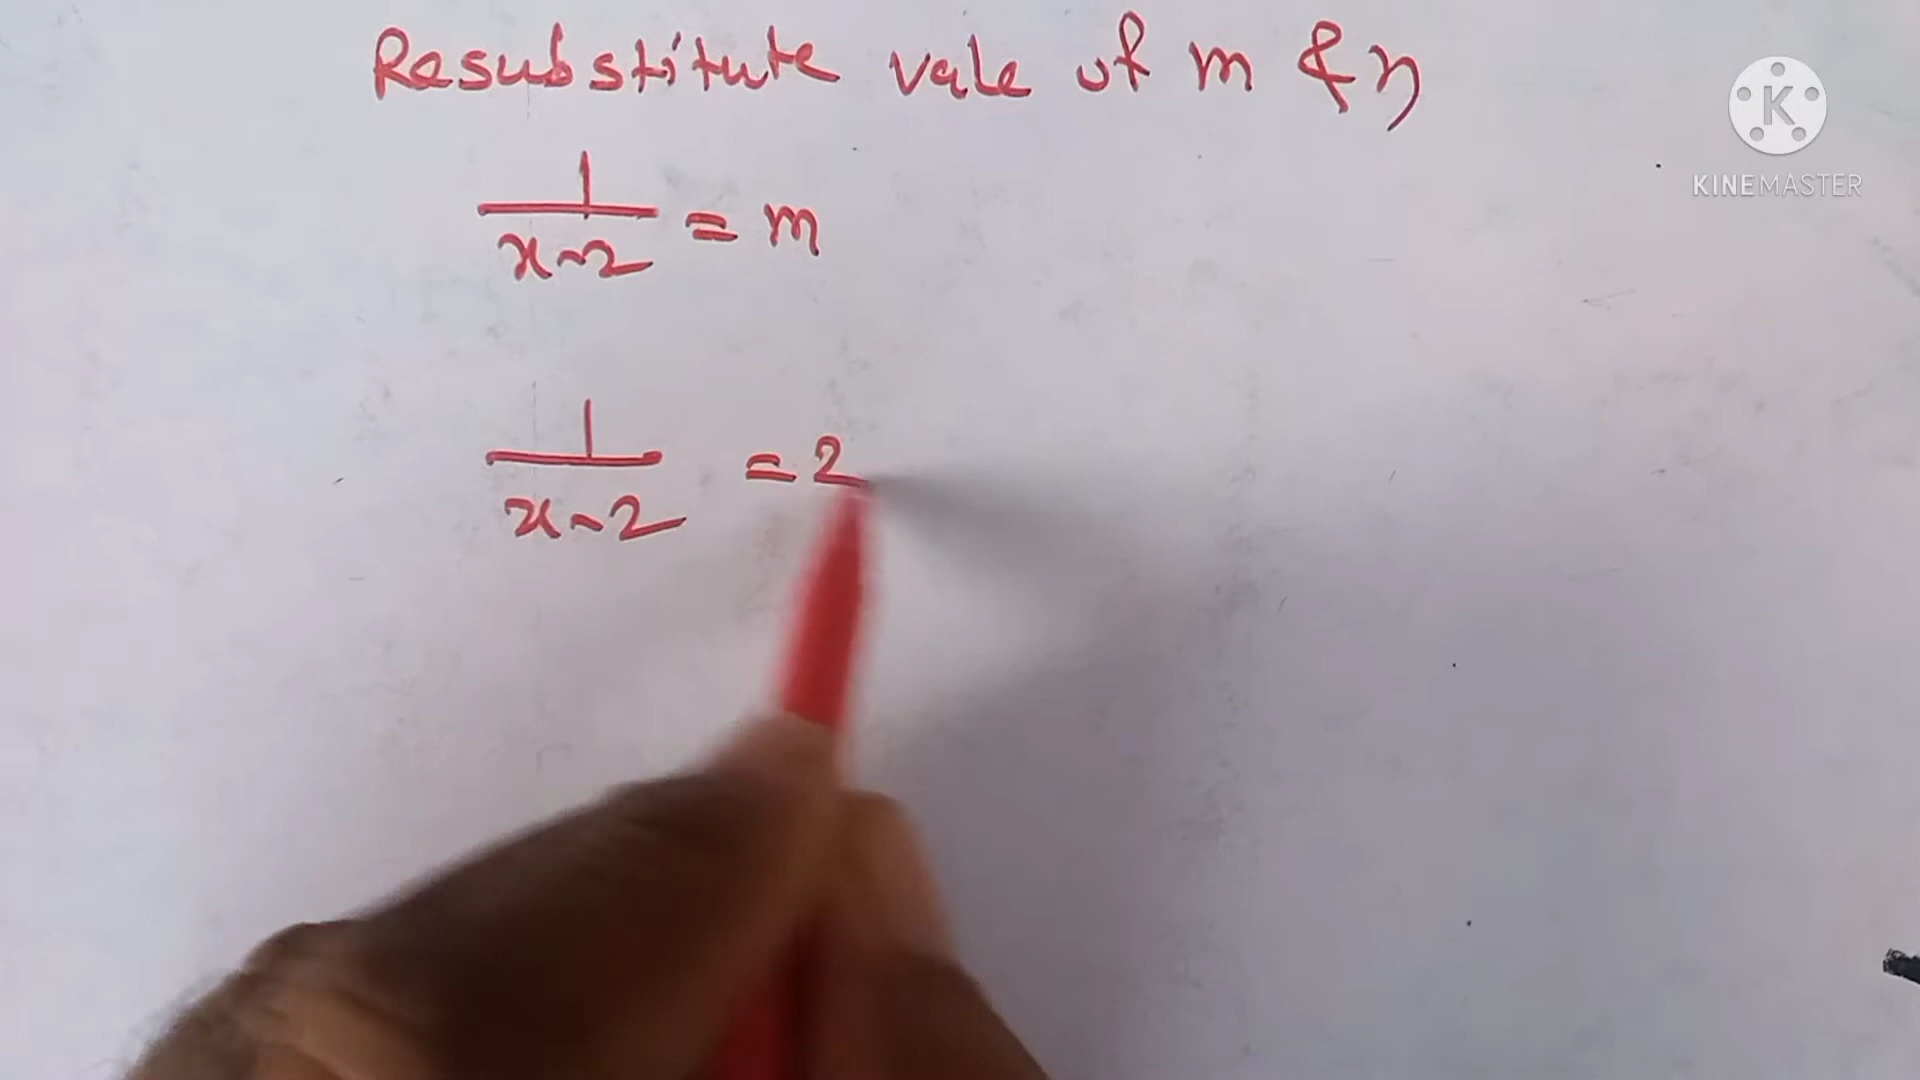 Resubstitute vale of m & n
K
KINEMASTER
1
x-2 = m
1
x-2 = 2